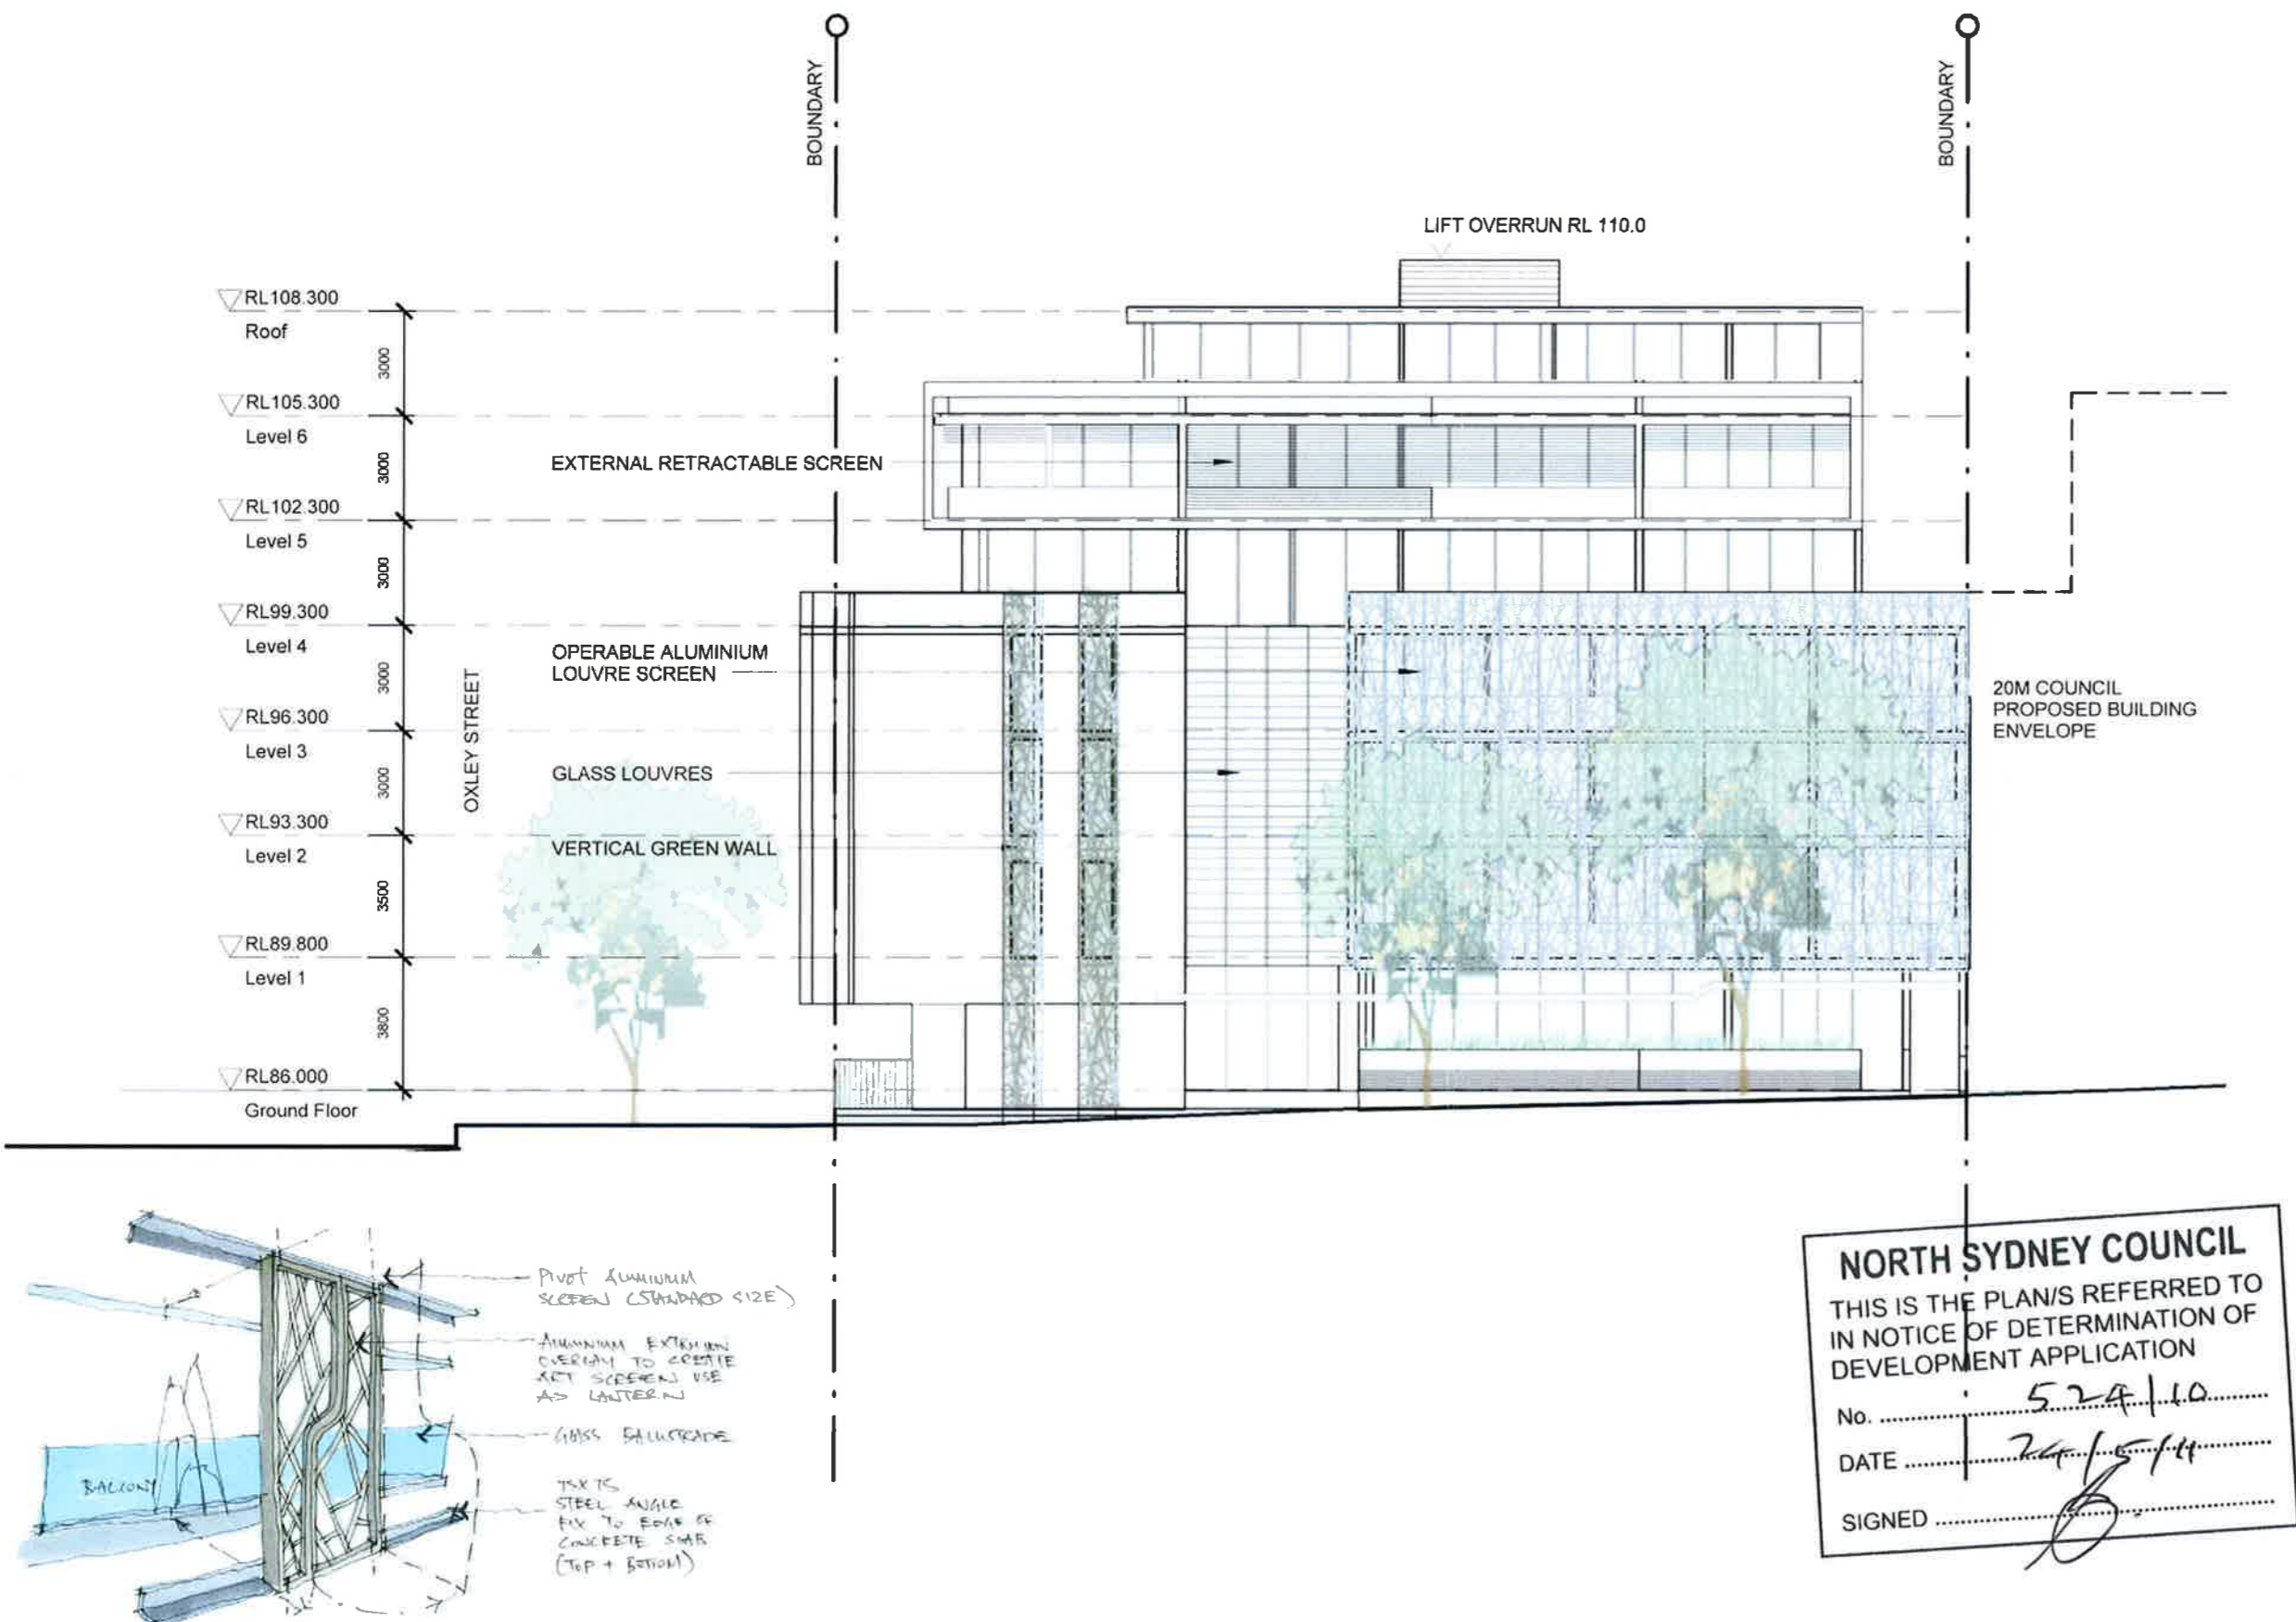 BOUNDARY
BOUNDARY
LIFT OVERRUN RL 110.0
RL108.300
Roof
3000
RL105.300
Level 6
3000
EXTERNAL RETRACTABLE SCREEN
RL102.300
Level 5
3000
RL99.300
Level 4
3000
OPERABLE ALUMINIUM
LOUVRE SCREEN
OXLEY STREET
RL96.300
Level 3
3000
20M COUNCIL
PROPOSED BUILDING
ENVELOPE
GLASS LOUVRES
RL93.300
Level 2
VERTICAL GREEN WALL
3500
RL89.800
Level 1
3800
RL86.000
Ground Floor
PIVOT ALUMINIUM
SCREEN (STANDARD SIZE)
ALUMINIUM EXTRUSION
OVERLAY TO CREATE
ART SCREEN USE
AS LANTERN
GLASS BALUSTRADE
BALCONY
75X75
STEEL ANGLE
FIX TO EDGE OF
CONCRETE SLAB
(TOP + BOTTOM)
NORTH SYDNEY COUNCIL
THIS IS THE PLAN/S REFERRED TO
IN NOTICE OF DETERMINATION OF
DEVELOPMENT APPLICATION
No. 524/10
DATE 24/5/11
SIGNED